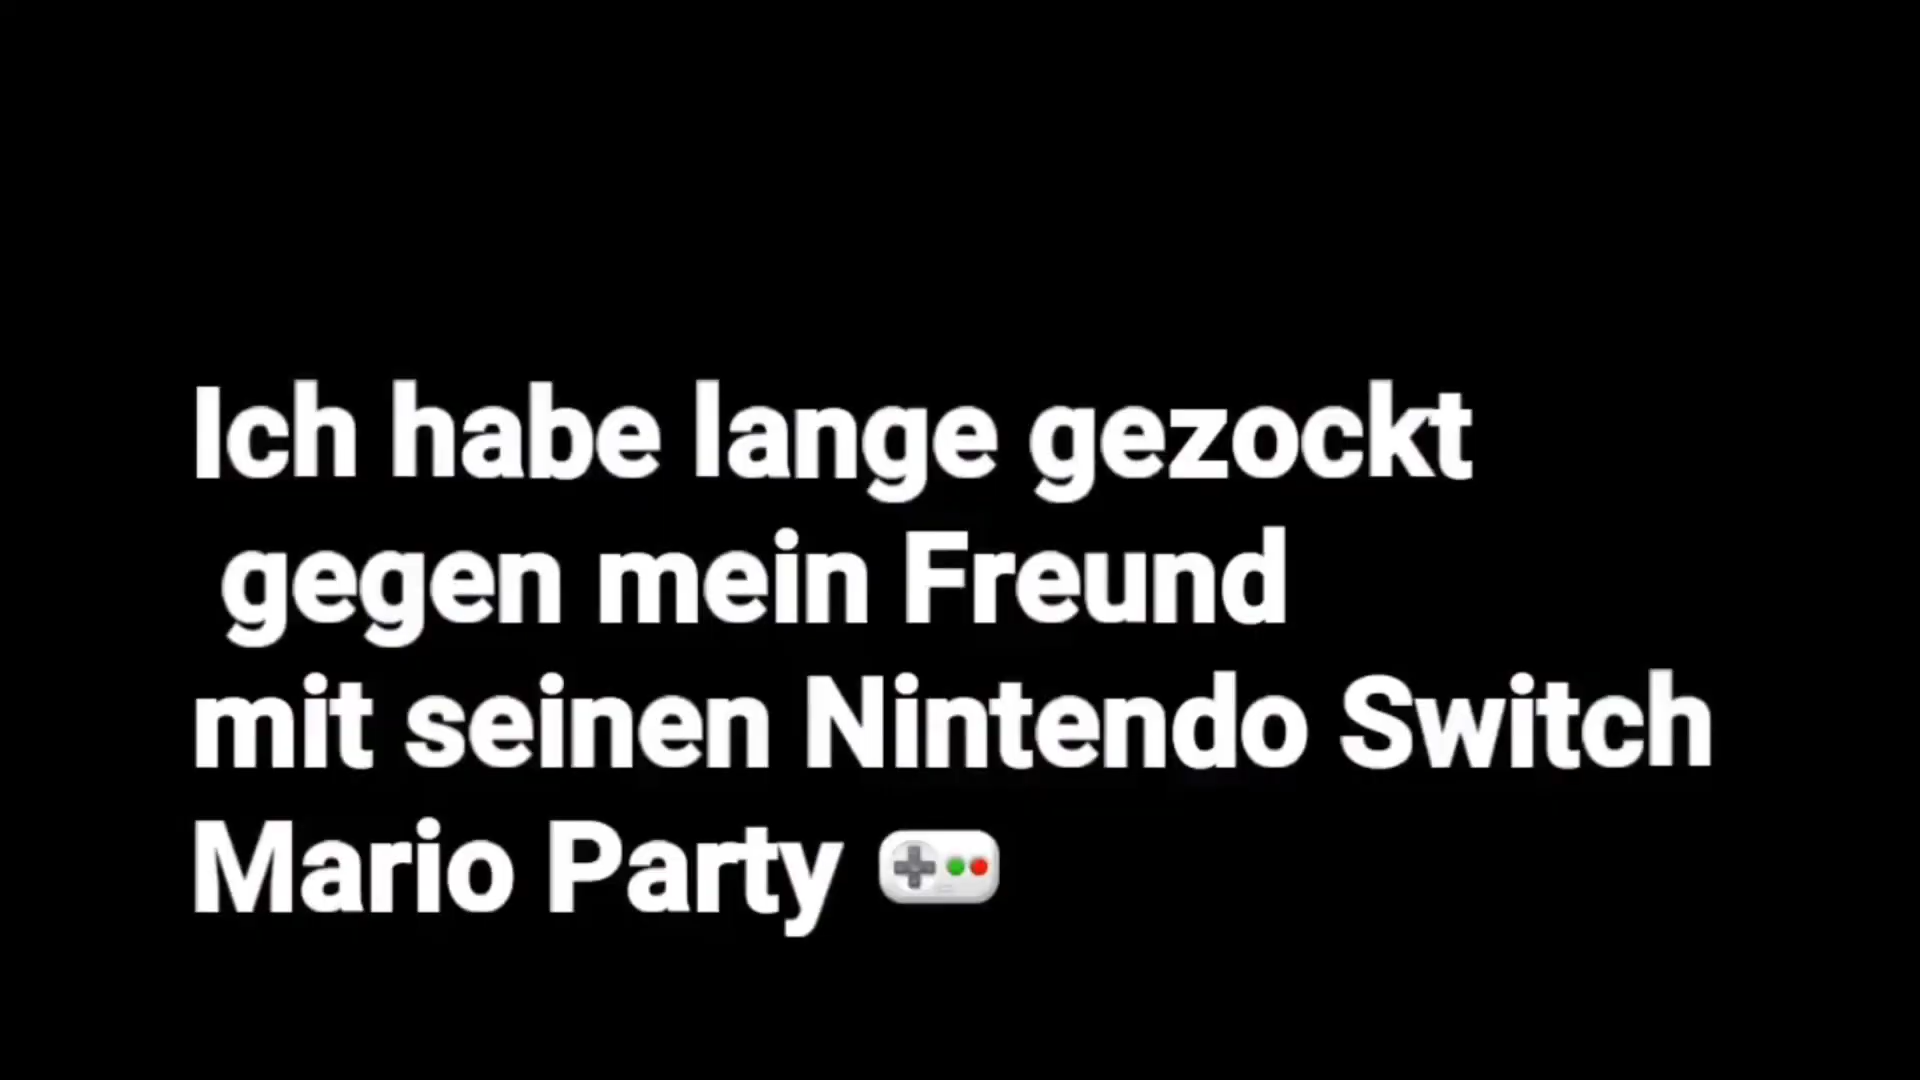 Ich habe lange gezockt
gegen mein Freund
mit seinen Nintendo Switch
Mario Party 🎮